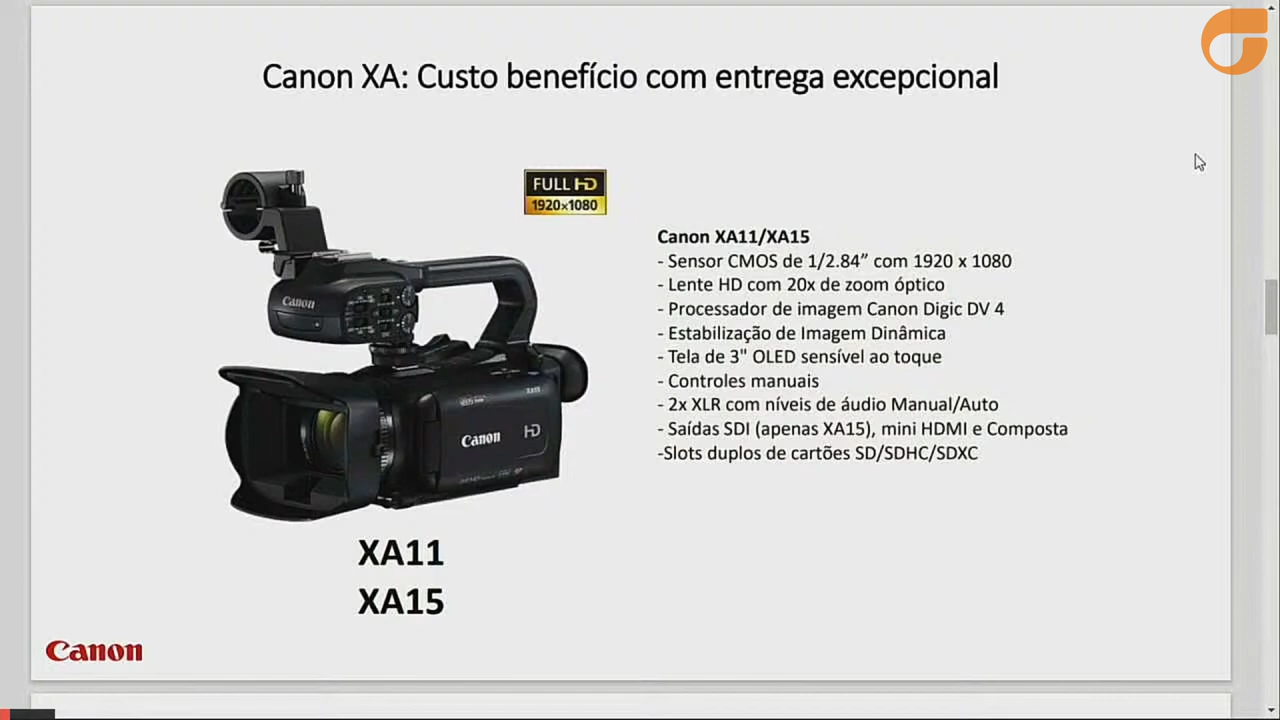 Canon XA: Custo benefício com entrega excepcional
FULL HD
1920x1080
Canon XA11/XA15
- Sensor CMOS de 1/2.84” com 1920 x 1080
- Lente HD com 20x de zoom óptico
- Processador de imagem Canon Digic DV 4
- Estabilização de Imagem Dinâmica
- Tela de 3" OLED sensível ao toque
- Controles manuais
- 2x XLR com níveis de áudio Manual/Auto
- Saídas SDI (apenas XA15), mini HDMI e Composta
-Slots duplos de cartões SD/SDHC/SDXC
Canon
XA15
Canon HD
XA11
XA15
Canon